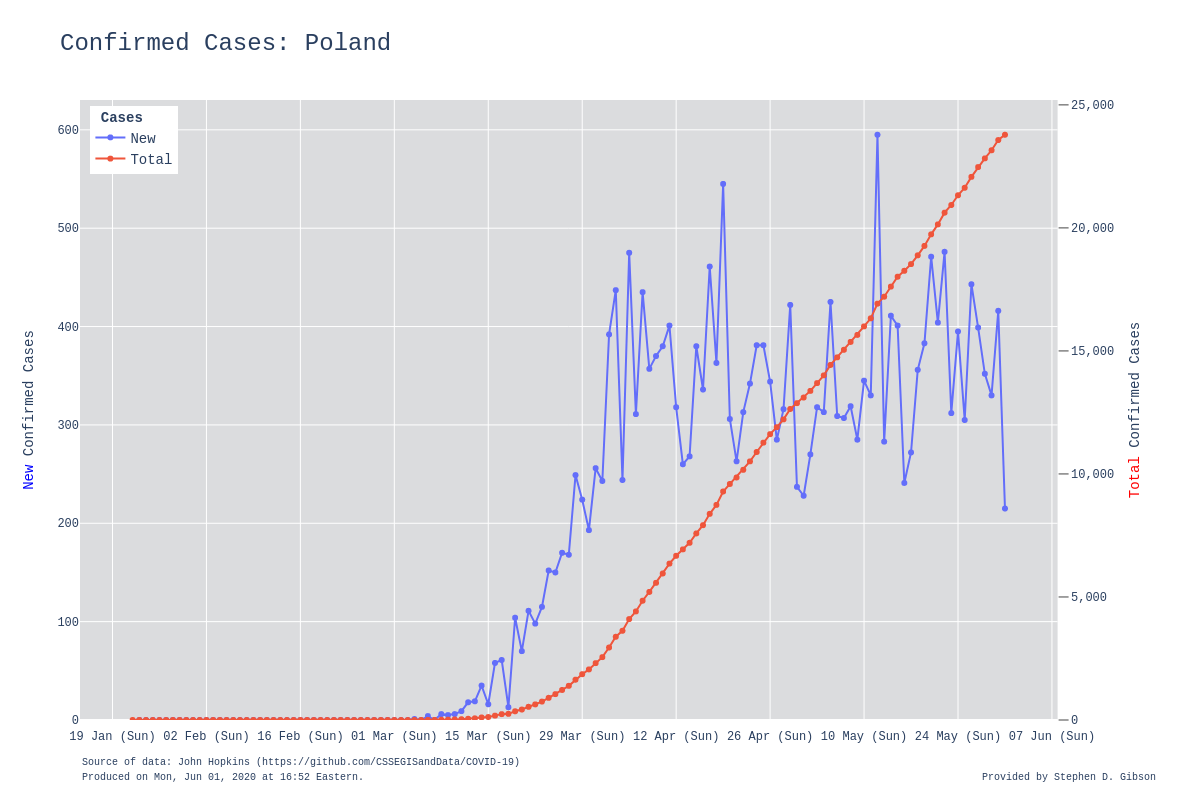 Confirmed Cases: Poland
Cases
New
Total
600
500
400
300
200
100
0
25,000
20,000
15,000
10,000
5,000
0
New Confirmed Cases
Total Confirmed Cases
19 Jan (Sun) 02 Feb (Sun) 16 Feb (Sun) 01 Mar (Sun) 15 Mar (Sun) 29 Mar (Sun) 12 Apr (Sun) 26 Apr (Sun) 10 May (Sun) 24 May (Sun) 07 Jun (Sun)
Source of data: John Hopkins (https://github.com/CSSEGISandData/COVID-19)
Produced on Mon, Jun 01, 2020 at 16:52 Eastern.
Provided by Stephen D. Gibson